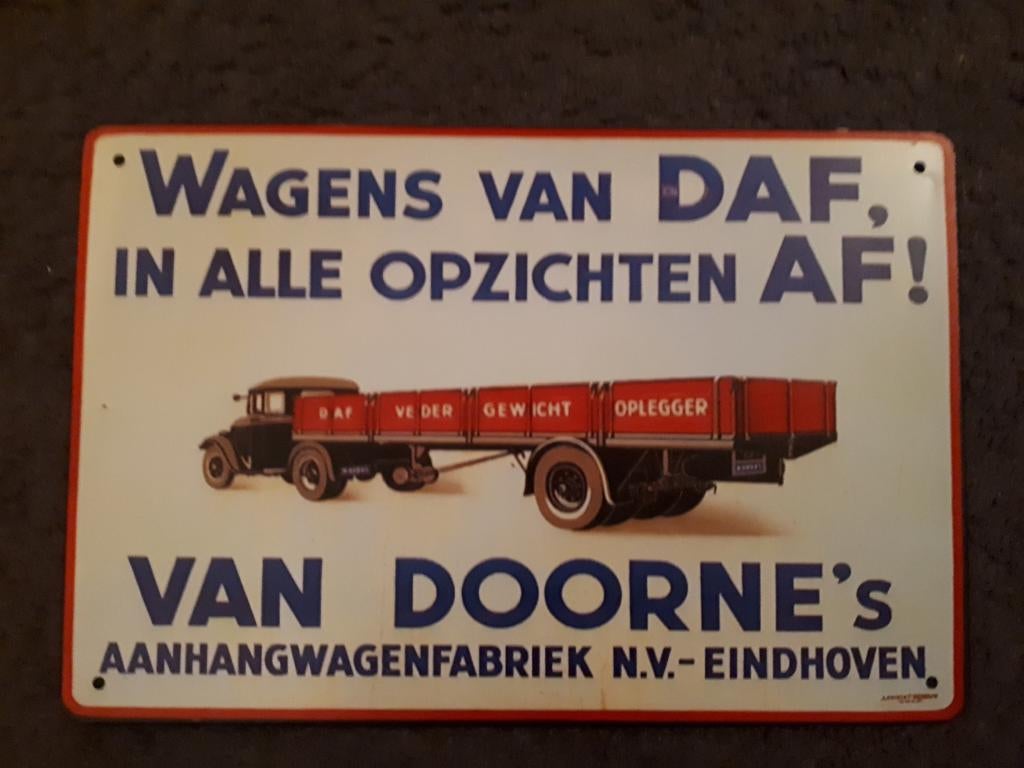 WAGENS VAN DAF,
IN ALLE OPZICHTEN AF!
DAF VEDER GEWICHT OPLEGGER
VAN DOORNE's
AANHANGWAGENFABRIEK N.V.-EINDHOVEN